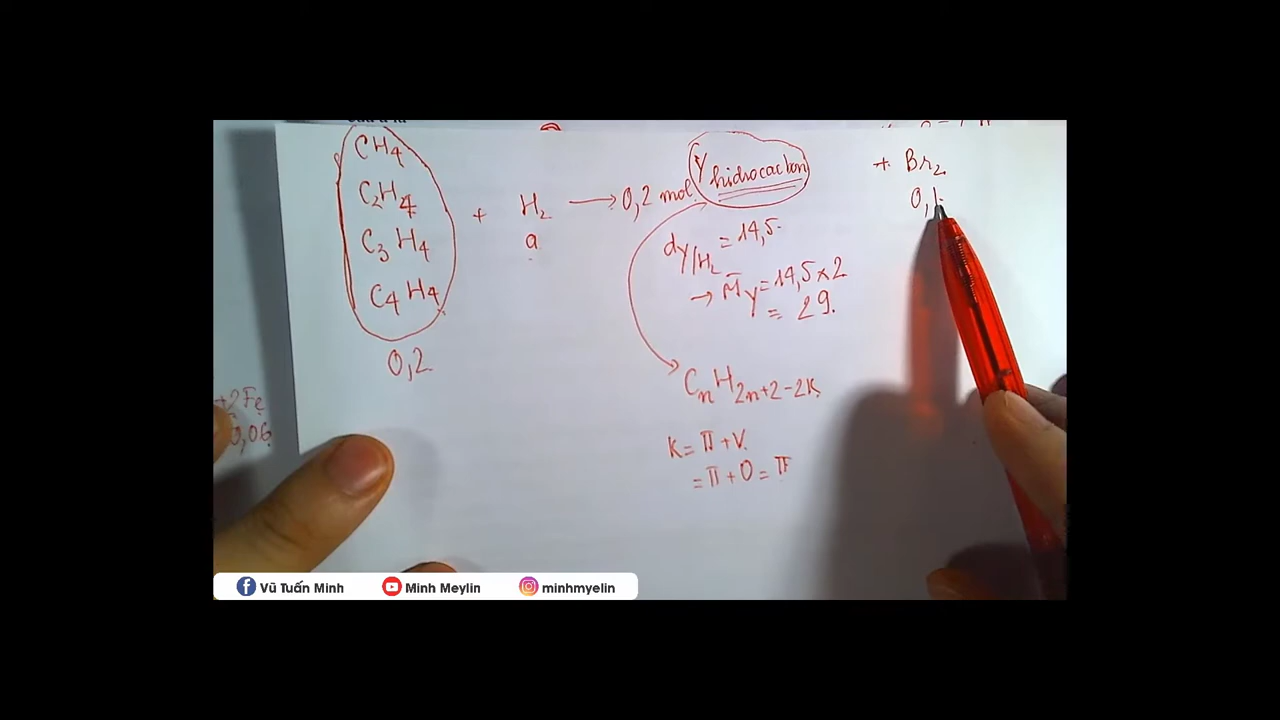 CH4
C2H4
C3H4
C4H4
0,2
+ H2
a
→ 0,2 mol
Y hidrocacbon
dY/H2 = 14,5.
→ M̄Y = 14,5 x 2
= 29.
CnH2n+2-2K
K = π + V.
= π + 0 = π
+ Br2
0,1
+2Fe
0,06
Vũ Tuấn Minh
Minh Meylin
minhmyelin